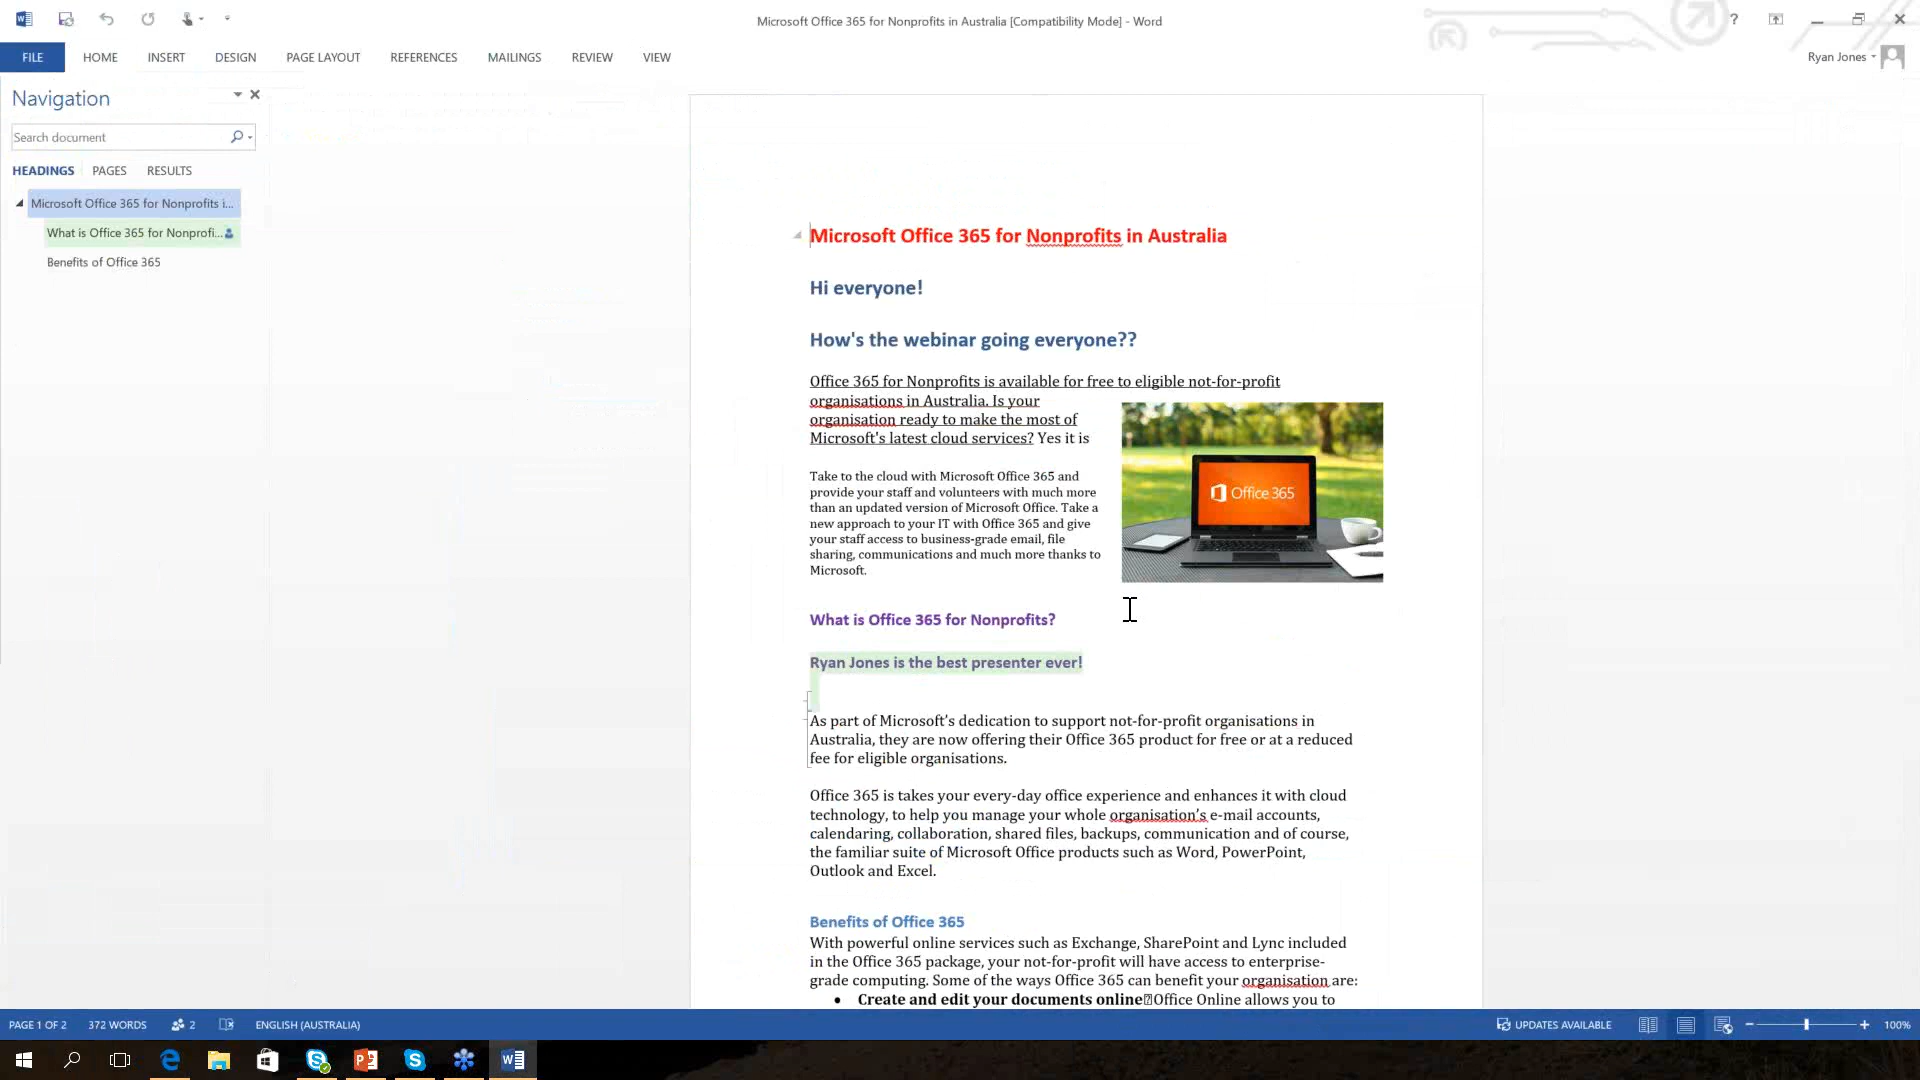 Microsoft Office 365 for Nonprofits in Australia [Compatibility Mode] - Word
?
FILE HOME INSERT DESIGN PAGE LAYOUT REFERENCES MAILINGS REVIEW VIEW
Ryan Jones
Navigation
Search document
HEADINGS PAGES RESULTS
Microsoft Office 365 for Nonprofits i...
What is Office 365 for Nonprofi...
Benefits of Office 365
Microsoft Office 365 for Nonprofits in Australia
Hi everyone!
How's the webinar going everyone??
Office 365 for Nonprofits is available for free to eligible not-for-profit
organisations in Australia. Is your
organisation ready to make the most of
Microsoft's latest cloud services? Yes it is
Office 365
Take to the cloud with Microsoft Office 365 and
provide your staff and volunteers with much more
than an updated version of Microsoft Office. Take a
new approach to your IT with Office 365 and give
your staff access to business-grade email, file
sharing, communications and much more thanks to
Microsoft.
What is Office 365 for Nonprofits?
Ryan Jones is the best presenter ever!
As part of Microsoft’s dedication to support not-for-profit organisations in
Australia, they are now offering their Office 365 product for free or at a reduced
fee for eligible organisations.
Office 365 is takes your every-day office experience and enhances it with cloud
technology, to help you manage your whole organisation’s e-mail accounts,
calendaring, collaboration, shared files, backups, communication and of course,
the familiar suite of Microsoft Office products such as Word, PowerPoint,
Outlook and Excel.
Benefits of Office 365
With powerful online services such as Exchange, SharePoint and Lync included
in the Office 365 package, your not-for-profit will have access to enterprise-
grade computing. Some of the ways Office 365 can benefit your organisation are:
• Create and edit your documents online Office Online allows you to
PAGE 1 OF 2 372 WORDS 2 ENGLISH (AUSTRALIA)
UPDATES AVAILABLE 100%